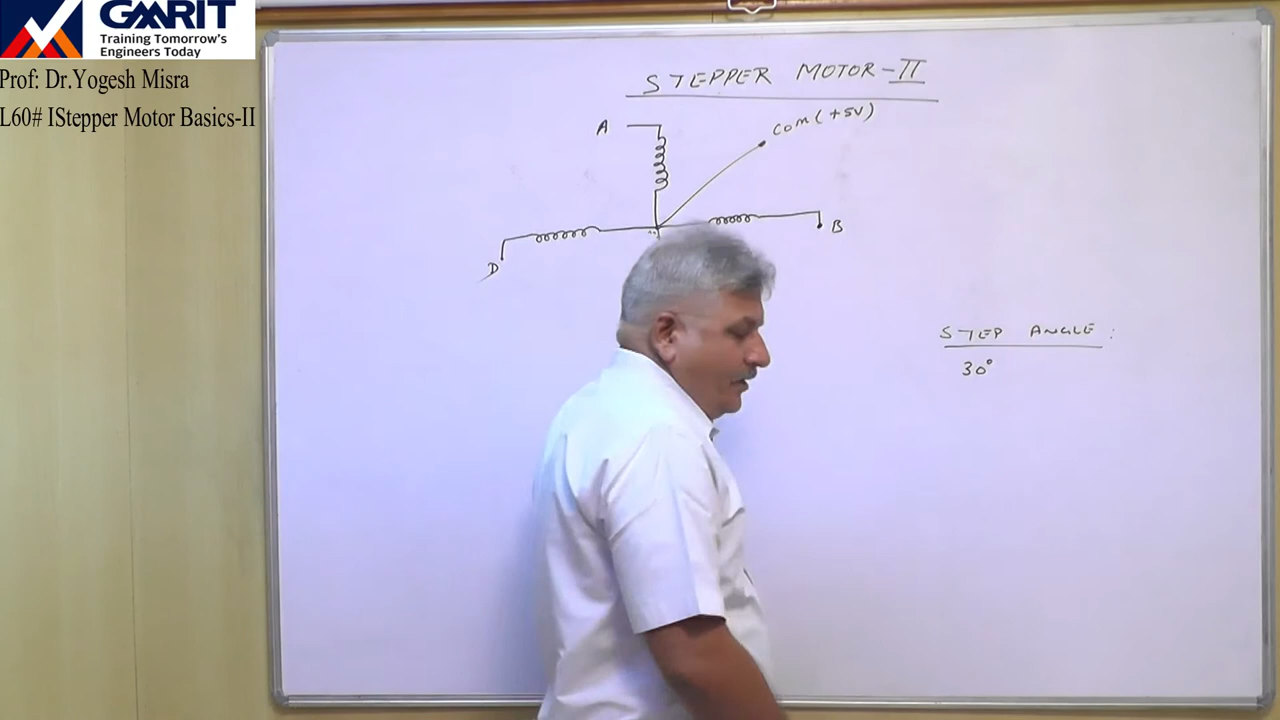 GMRIT
Training Tomorrow's
Engineers Today
Prof: Dr.Yogesh Misra
L60# IStepper Motor Basics-II
STEPPER MOTOR-II
A
COM (+5V)
B
D
STEP ANGLE:
30°